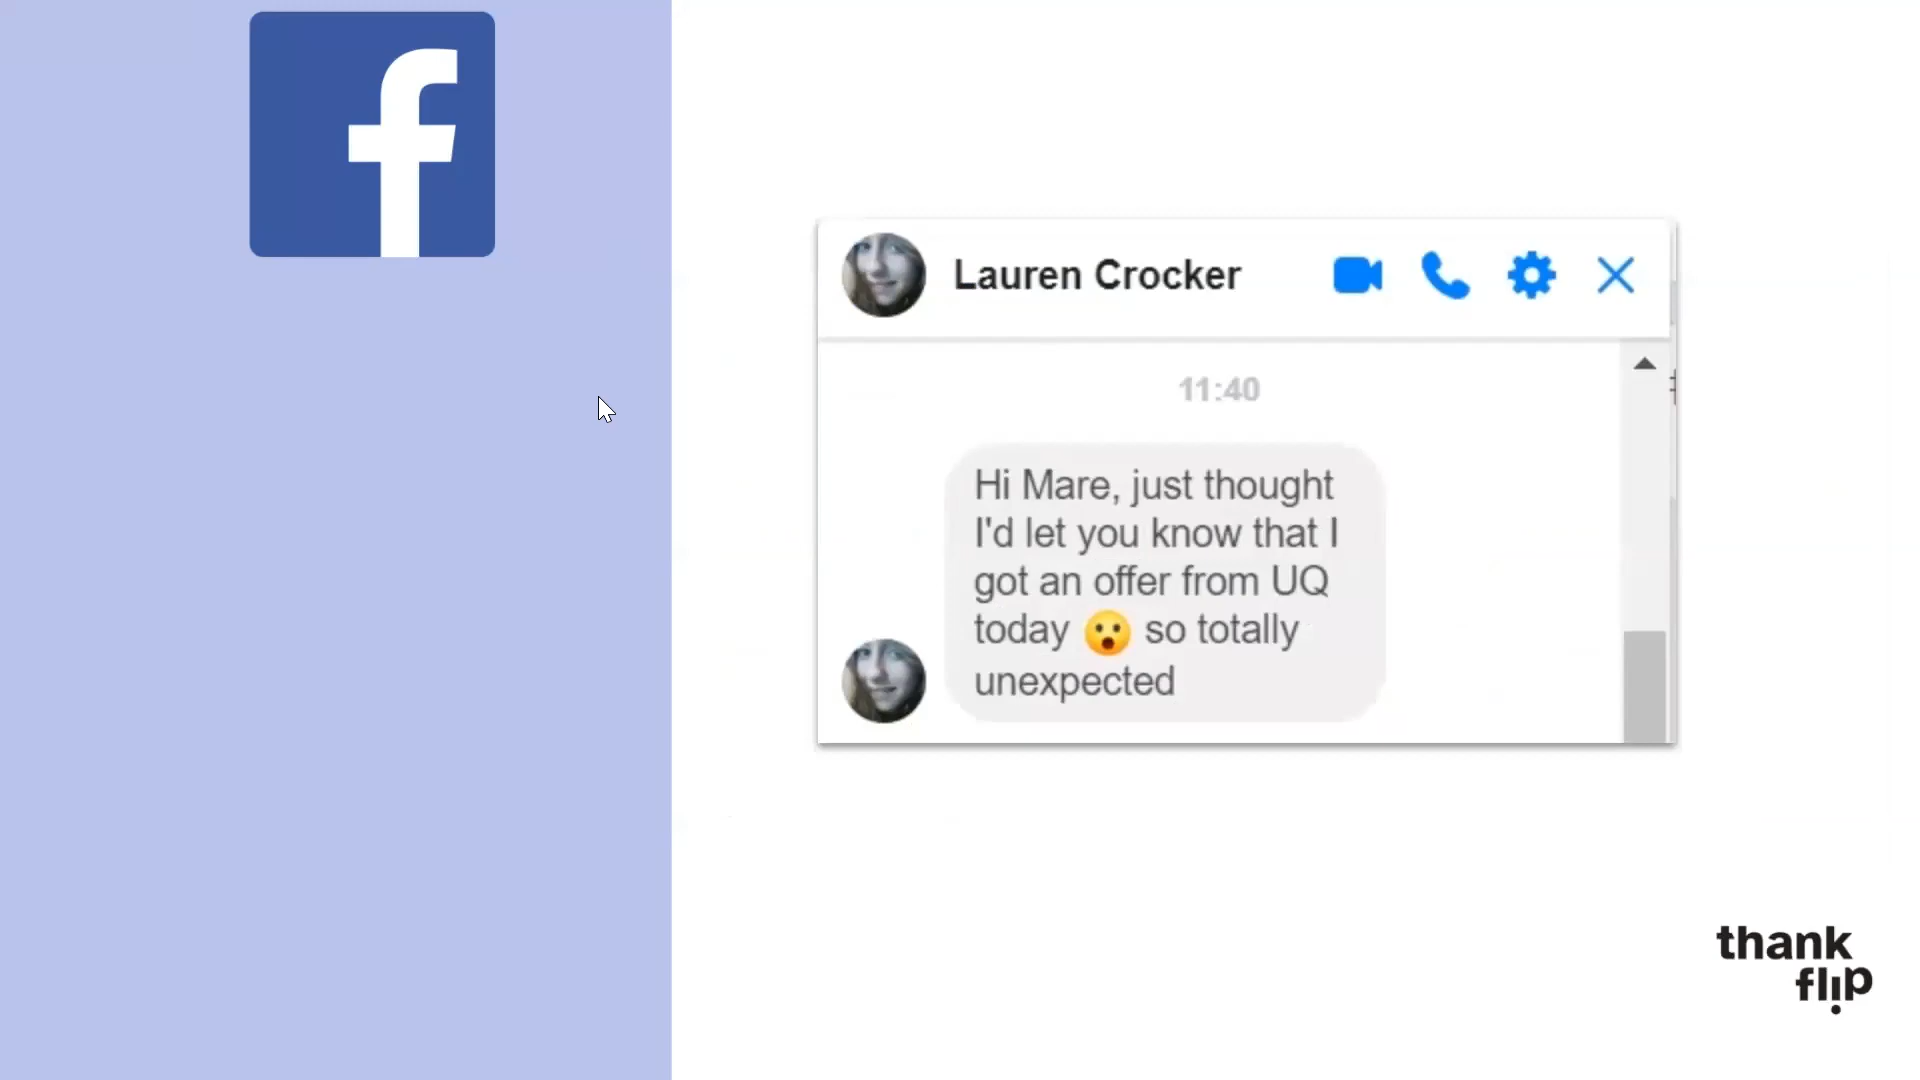 f
Lauren Crocker
11:40
Hi Mare, just thought
I'd let you know that I
got an offer from UQ
today 😮 so totally
unexpected
thank
flip